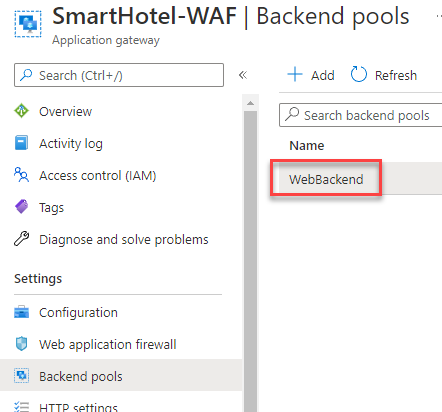 SmartHotel-WAF | Backend pools
Application gateway
Search (Ctrl+/)
«
Overview
Activity log
Access control (IAM)
Tags
Diagnose and solve problems
Settings
Configuration
Web application firewall
Backend pools
HTTP settings
+ Add Refresh
Search backend pools
Name
WebBackend